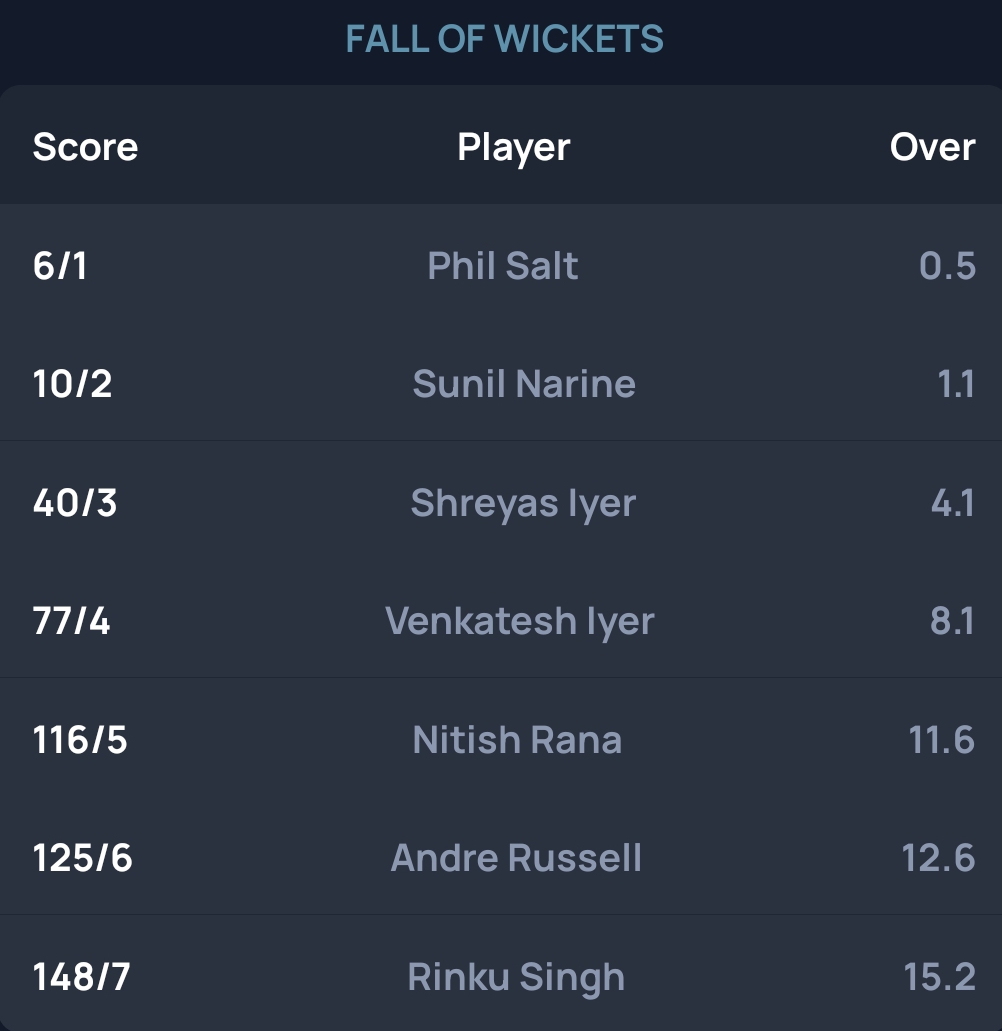 FALL OF WICKETS
Score Player Over
6/1 Phil Salt 0.5
10/2 Sunil Narine 1.1
40/3 Shreyas Iyer 4.1
77/4 Venkatesh Iyer 8.1
116/5 Nitish Rana 11.6
125/6 Andre Russell 12.6
148/7 Rinku Singh 15.2